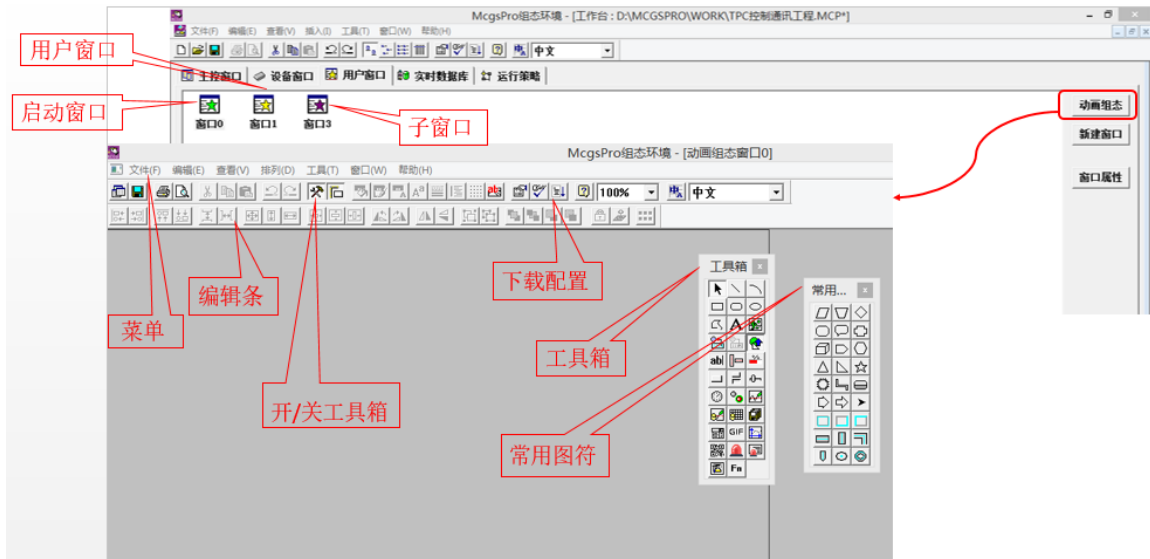 McgsPro组态环境 - [工作台 : D:\MCGSPRO\WORK\TPC控制通讯工程.MCP*]
文件(F) 编辑(E) 查看(V) 插入(I) 工具(T) 窗口(W) 帮助(H)
中文
用户窗口
主控窗口 设备窗口 用户窗口 实时数据库 运行策略
启动窗口
窗口0 窗口1 窗口3
子窗口
动画组态
新建窗口
窗口属性
McgsPro组态环境 - [动画组态窗口0]
文件(F) 编辑(E) 查看(V) 排列(D) 工具(T) 窗口(W) 帮助(H)
100% 中文
菜单
编辑条
开/关工具箱
下载配置
工具箱
常用图符
工具箱
abl
GIF
Fn
常用...